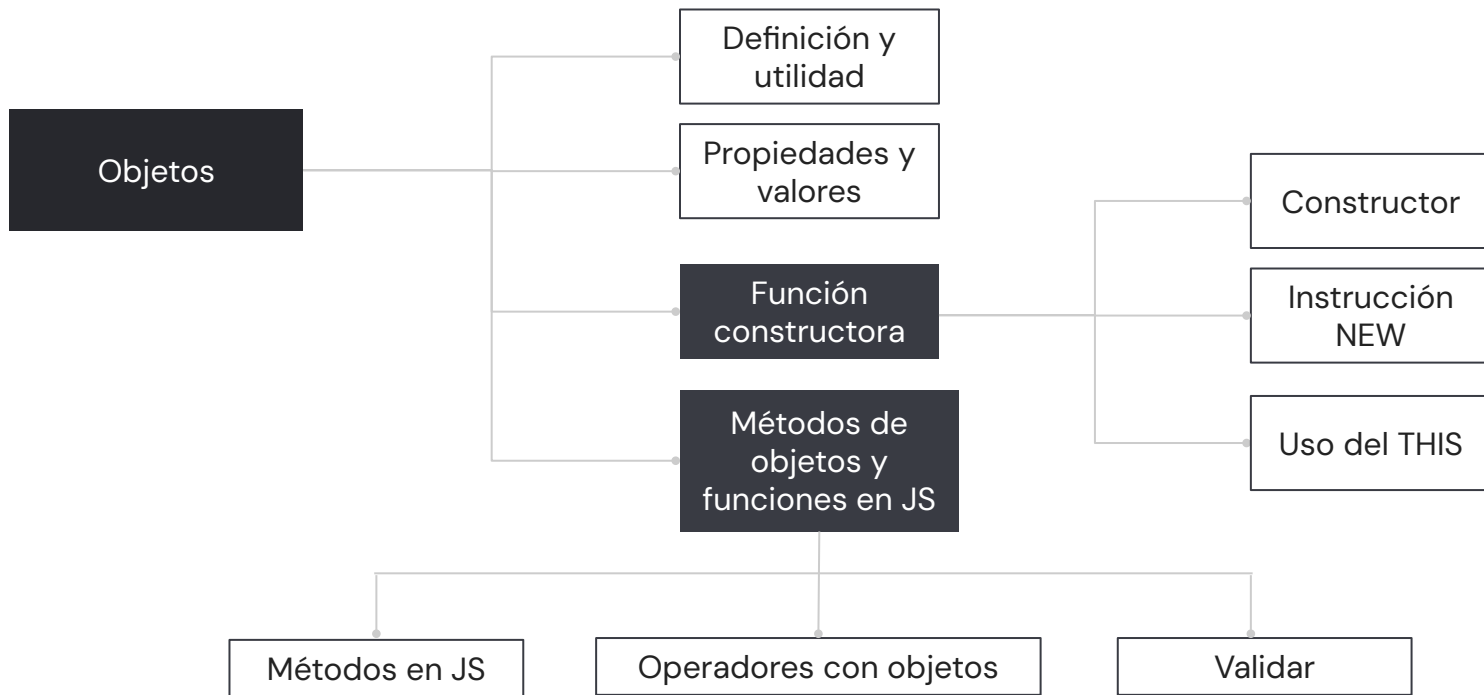 Objetos
Definición y
utilidad
Propiedades y
valores
Función
constructora
Métodos de
objetos y
funciones en JS
Constructor
Instrucción
NEW
Uso del THIS
Métodos en JS
Operadores con objetos
Validar